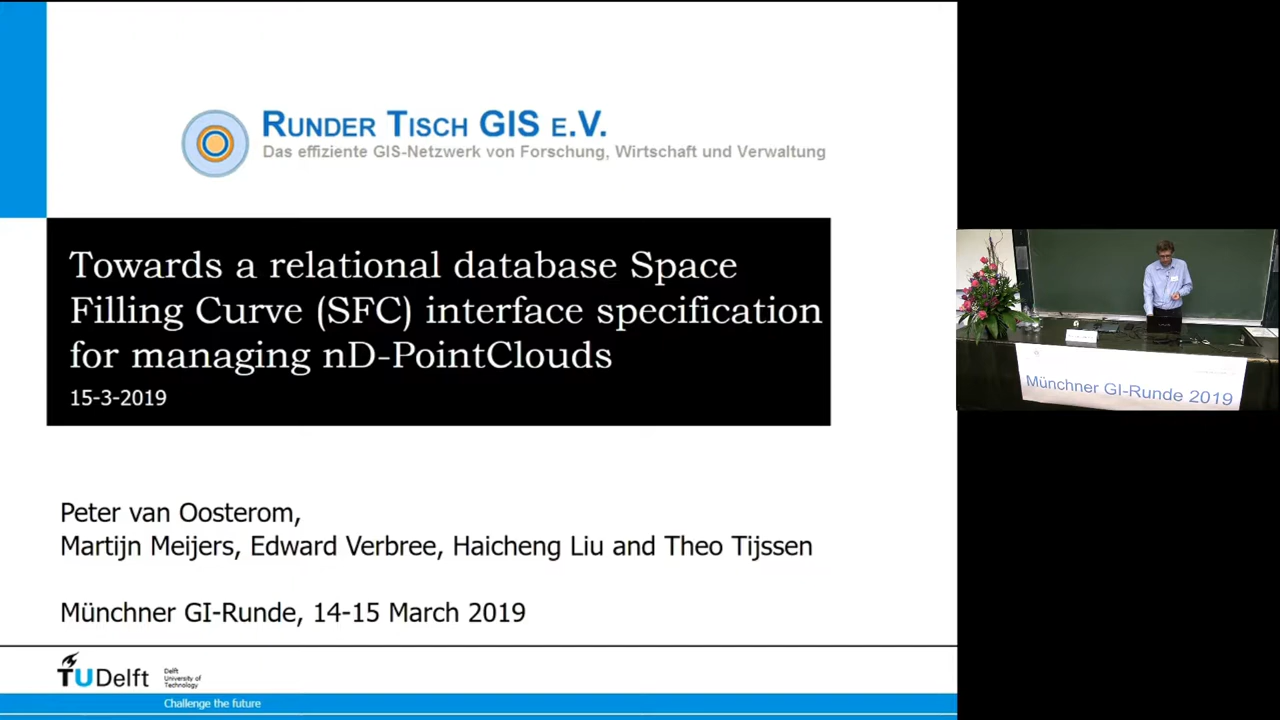 RUNDER TISCH GIS E.V.
Das effiziente GIS-Netzwerk von Forschung, Wirtschaft und Verwaltung
Towards a relational database Space
Filling Curve (SFC) interface specification
for managing nD-PointClouds
15-3-2019
Peter van Oosterom,
Martijn Meijers, Edward Verbree, Haicheng Liu and Theo Tijssen
Münchner GI-Runde, 14-15 March 2019
TUDelft
Delft
University of
Technology
Challenge the future
Münchner GI-Runde 2019